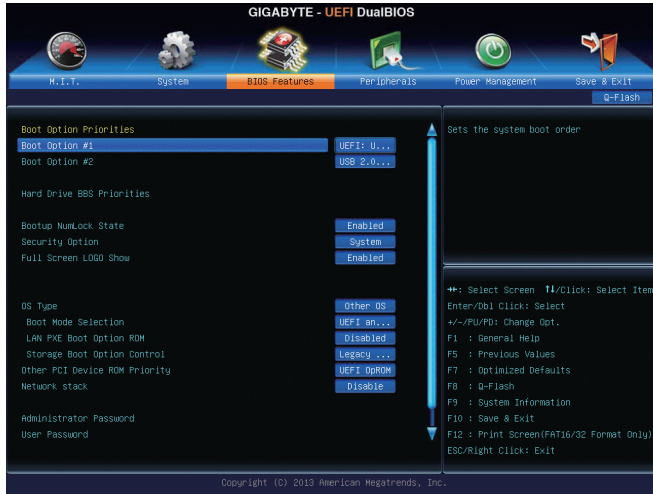 GIGABYTE - UEFI DualBIOS
M.I.T. System BIOS Features Peripherals Power Management Save & Exit
Q-Flash
Boot Option Priorities
Boot Option #1 UEFI: U...
Boot Option #2 USB 2.0...
Hard Drive BBS Priorities
Bootup NumLock State Enabled
Security Option System
Full Screen LOGO Show Enabled
OS Type Other OS
Boot Mode Selection UEFI an...
LAN PXE Boot Option ROM Disabled
Storage Boot Option Control Legacy ...
Other PCI Device ROM Priority UEFI OpROM
Network stack Disable
Administrator Password
User Password
Sets the system boot order
→←: Select Screen ↑↓/Click: Select Item
Enter/Dbl Click: Select
+/-/PU/PD: Change Opt.
F1 : General Help
F5 : Previous Values
F7 : Optimized Defaults
F8 : Q-Flash
F9 : System Information
F10 : Save & Exit
F12 : Print Screen(FAT16/32 Format Only)
ESC/Right Click: Exit
Copyright (C) 2013 American Megatrends, Inc.